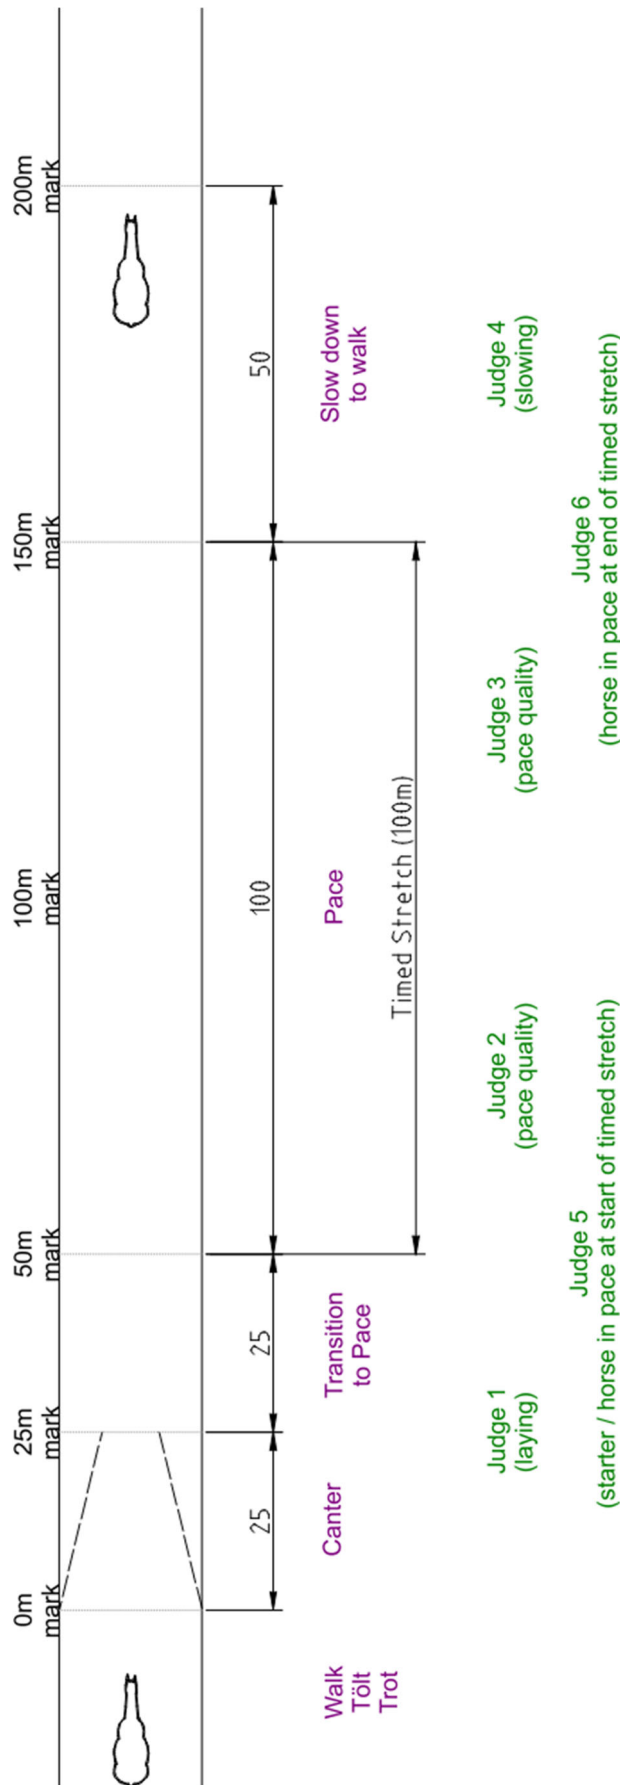 0m
mark
25m
mark
50m
mark
100m
mark
150m
mark
200m
mark
25
25
100
50
Timed Stretch (100m)
Walk
Tölt
Trot
Canter
Transition
to Pace
Pace
Slow down
to walk
Judge 1
(laying)
Judge 2
(pace quality)
Judge 3
(pace quality)
Judge 4
(slowing)
Judge 5
(starter / horse in pace at start of timed stretch)
Judge 6
(horse in pace at end of timed stretch)